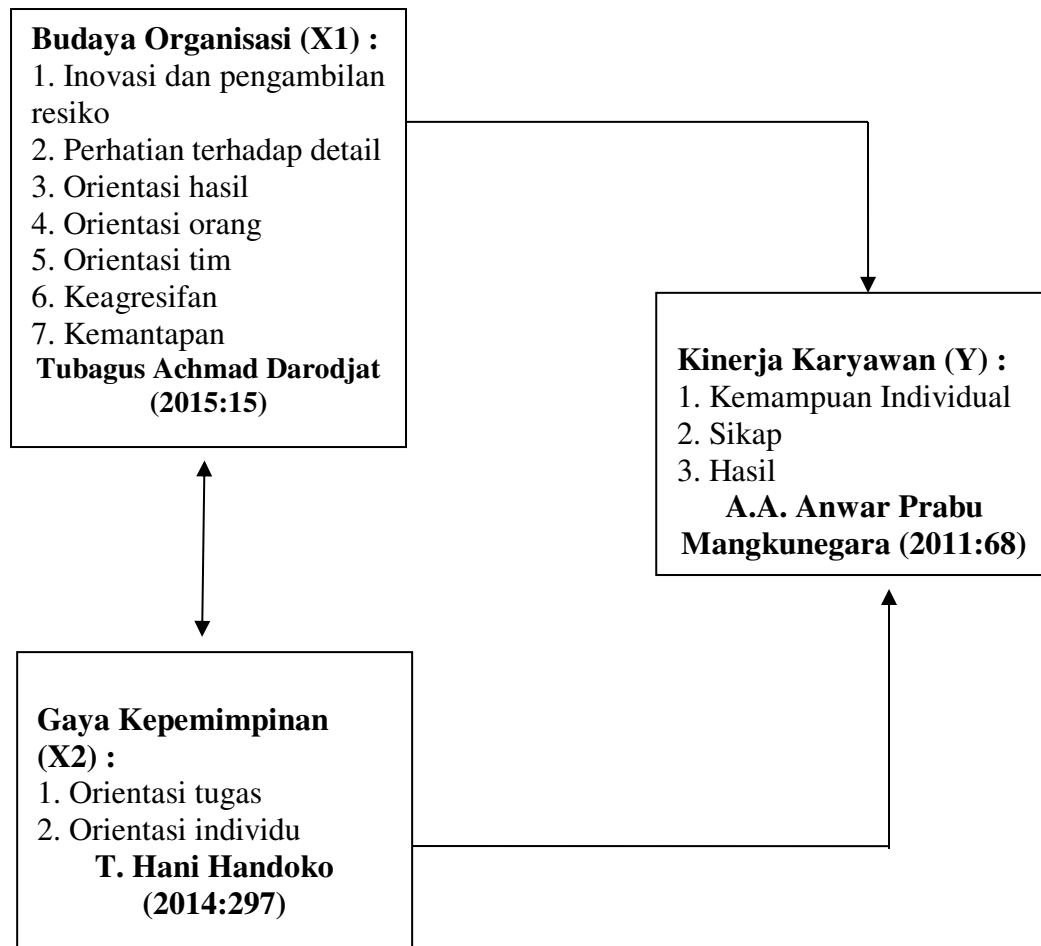 Budaya Organisasi (X1) :
1. Inovasi dan pengambilan
resiko
2. Perhatian terhadap detail
3. Orientasi hasil
4. Orientasi orang
5. Orientasi tim
6. Keagresifan
7. Kemantapan
Tubagus Achmad Darodjat
(2015:15)
Kinerja Karyawan (Y) :
1. Kemampuan Individual
2. Sikap
3. Hasil
A.A. Anwar Prabu
Mangkunegara (2011:68)
Gaya Kepemimpinan
(X2) :
1. Orientasi tugas
2. Orientasi individu
T. Hani Handoko
(2014:297)